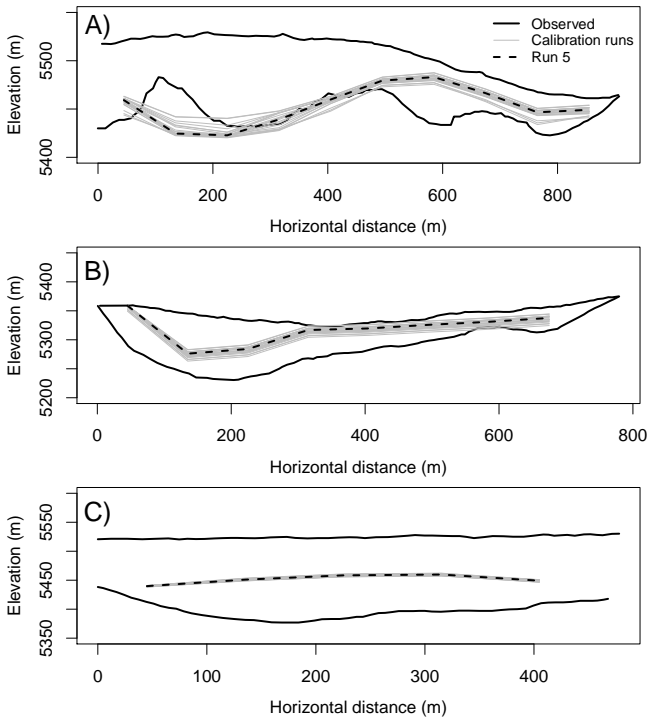 A)
Observed
Calibration runs
Run 5
Elevation (m)
5400 5500
0 200 400 600 800
Horizontal distance (m)
B)
Elevation (m)
5200 5300 5400
0 200 400 600 800
Horizontal distance (m)
C)
Elevation (m)
5350 5450 5550
0 100 200 300 400
Horizontal distance (m)